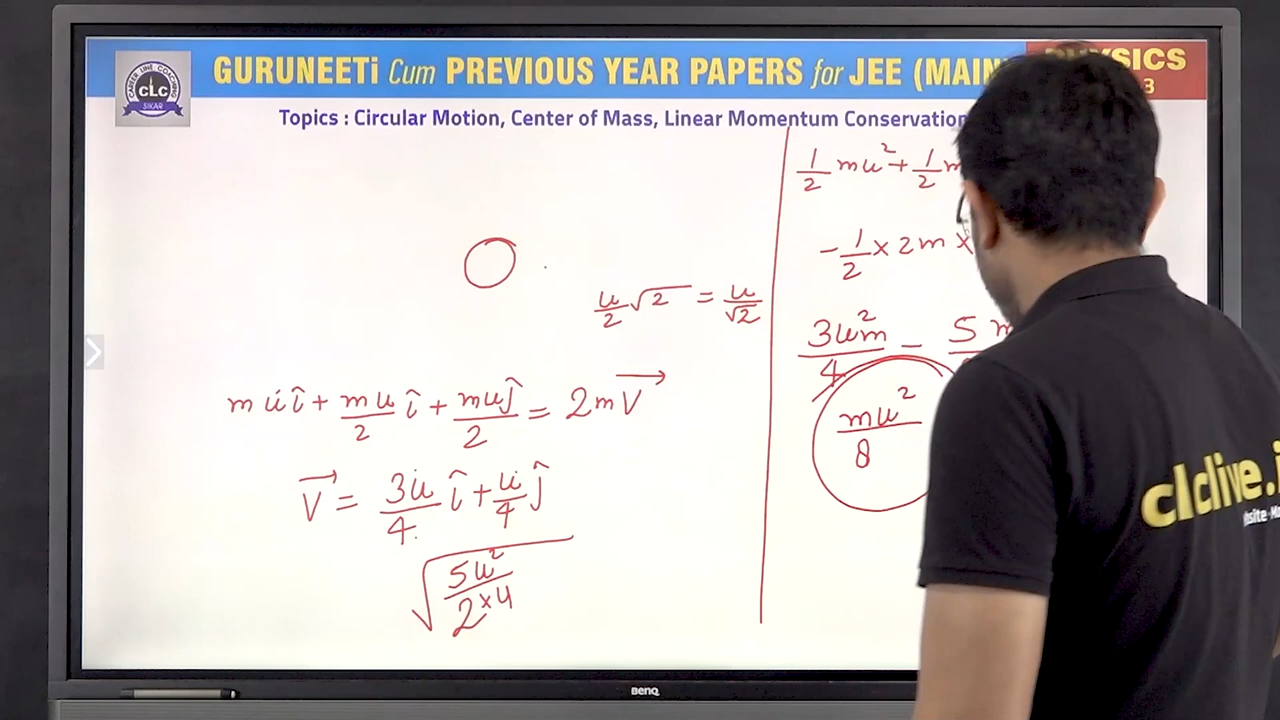 GURUNEETi Cum PREVIOUS YEAR PAPERS for JEE (MAIN
Topics : Circular Motion, Center of Mass, Linear Momentum Conservation
CAREER LINE COACHING
CLC
SIKAR
u/2 √2 = u/√2
mu î + mu/2 î + mu ĵ/2 = 2m V⃗
V⃗ = 3u/4 î + u/4 ĵ
√(5u²/2×4)
1/2 mu² + 1/2 m
- 1/2 × 2m ×
3u²m/4 - 5 m
mu²/8
clclive.i
BENQ